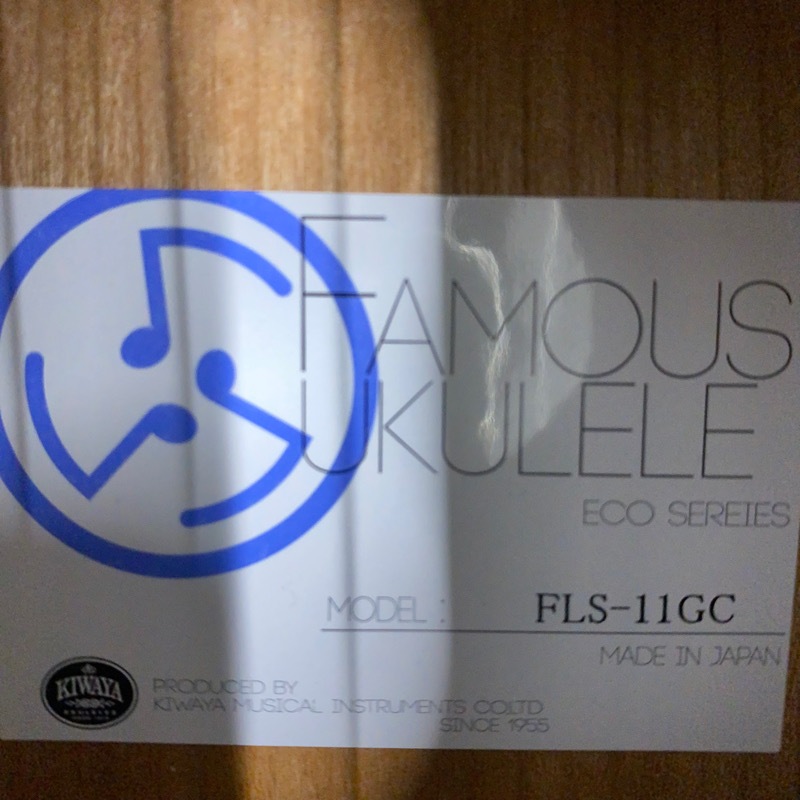 FAMOUS
UKULELE
ECO SEREIES
MODEL : FLS-11GC
MADE IN JAPAN
KIWAYA
PRODUCED BY
KIWAYA MUSICAL INSTRUMENTS CO.LTD
SINCE 1955